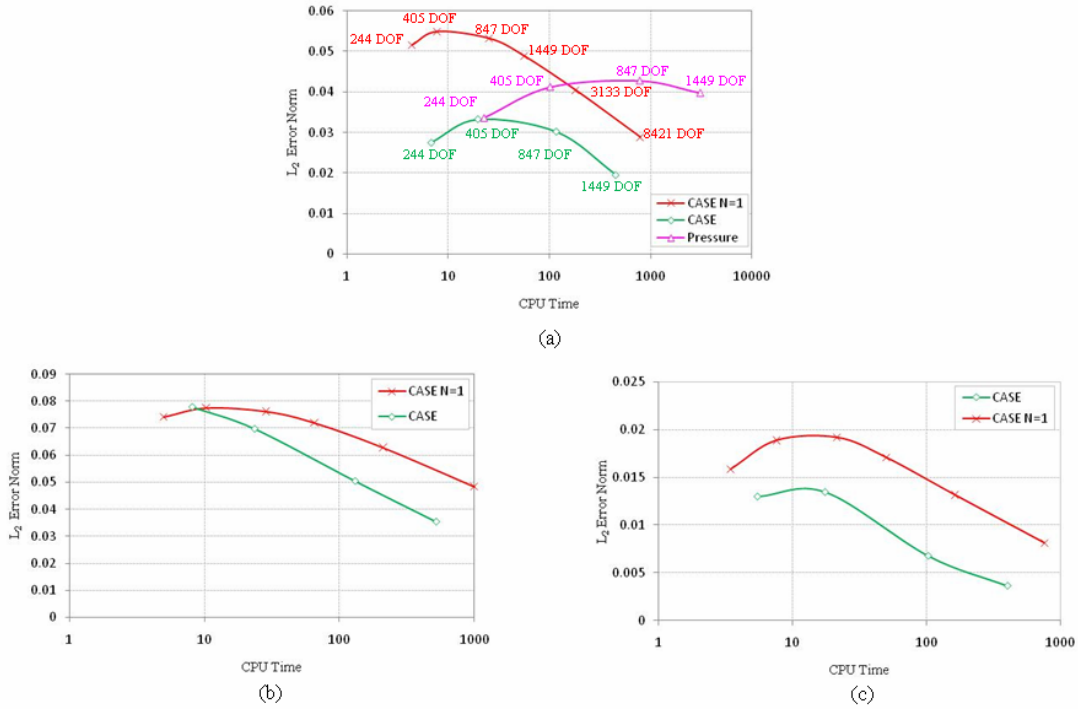 0.06
0.05
0.04
0.03
0.02
0.01
0
L2 Error Norm
405 DOF
244 DOF
847 DOF
1449 DOF
847 DOF
1449 DOF
405 DOF
3133 DOF
244 DOF
405 DOF
8421 DOF
244 DOF
847 DOF
1449 DOF
CASE N=1
CASE
Pressure
1 10 100 1000 10000
CPU Time
(a)
0.09
0.08
0.07
0.06
0.05
0.04
0.03
0.02
0.01
0
L2 Error Norm
CASE N=1
CASE
1 10 100 1000
CPU Time
(b)
0.025
0.02
0.015
0.01
0.005
0
L2 Error Norm
CASE
CASE N=1
1 10 100 1000
CPU Time
(c)